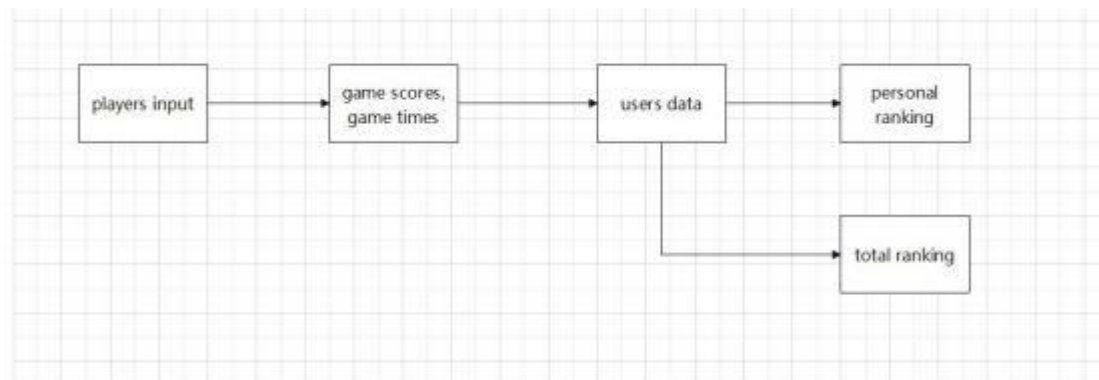 players input
game scores,
game times
users data
personal
ranking
total ranking